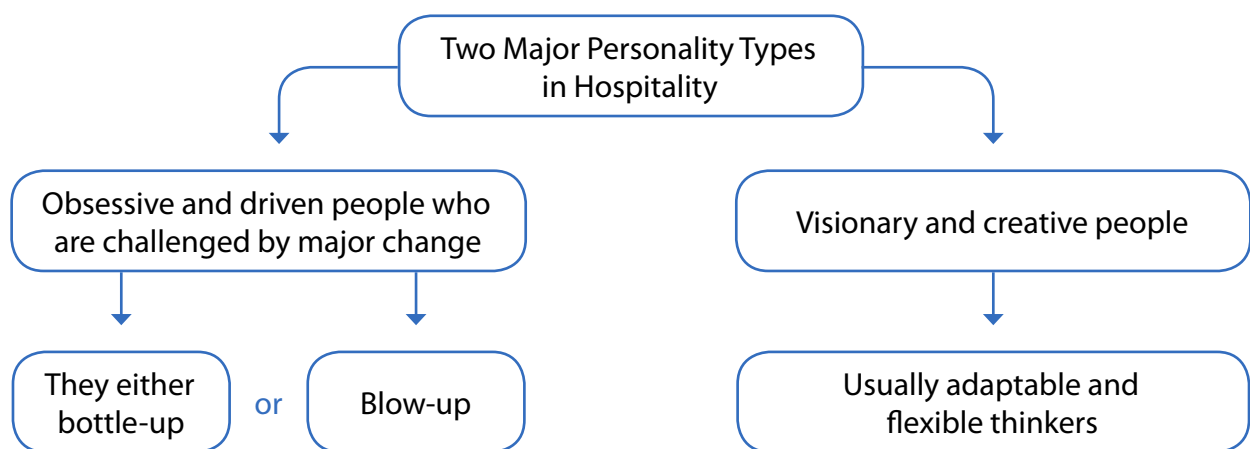 Two Major Personality Types
in Hospitality
Obsessive and driven people who
are challenged by major change
Visionary and creative people
They either
bottle-up
or
Blow-up
Usually adaptable and
flexible thinkers